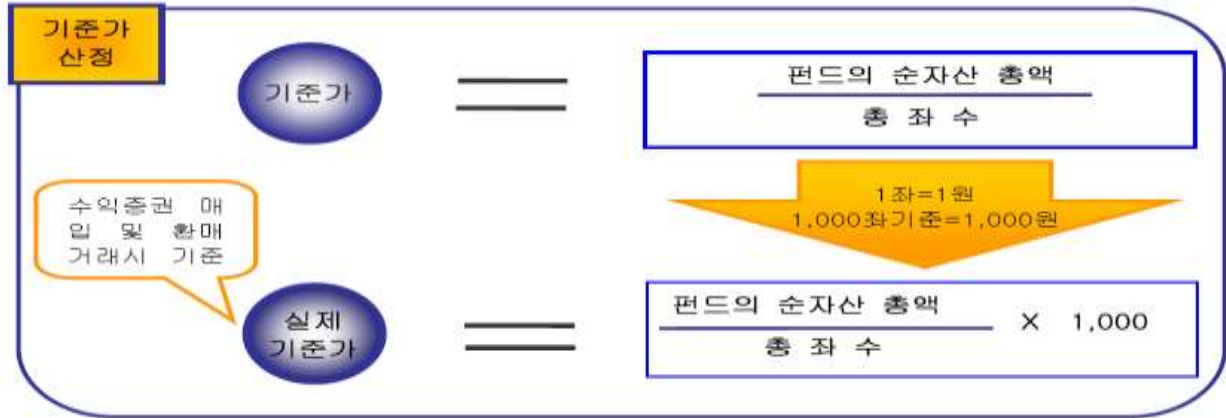 기준가
산정
기준가
펀드의 순자산 총액
총 좌 수
1좌=1원
1,000좌기준=1,000원
수익증권 매
입 및 환매
거래시 기준
실제
기준가
펀드의 순자산 총액
총 좌 수
× 1,000